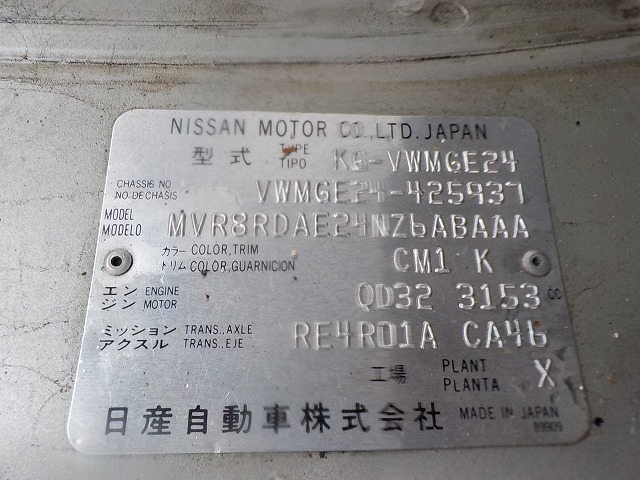 NISSAN MOTOR CO.,LTD.JAPAN
型式 TYPE TIPO KG-VWMGE24
CHASSIS NO NO.DE CHASIS VWMGE24-425937
MODEL MODELO MVR8RDAE24NZ6ABAAA
カラー COLOR,TRIM
トリム COLOR,GUARNICION CM1 K
エン ENGINE
ジン MOTOR QD32 3153 CC
ミッション TRANS.,AXLE
アクスル TRANS.,EJE RE4R01A CA46
工場 PLANT PLANTA X
日産自動車株式会社 MADE IN JAPAN
89909